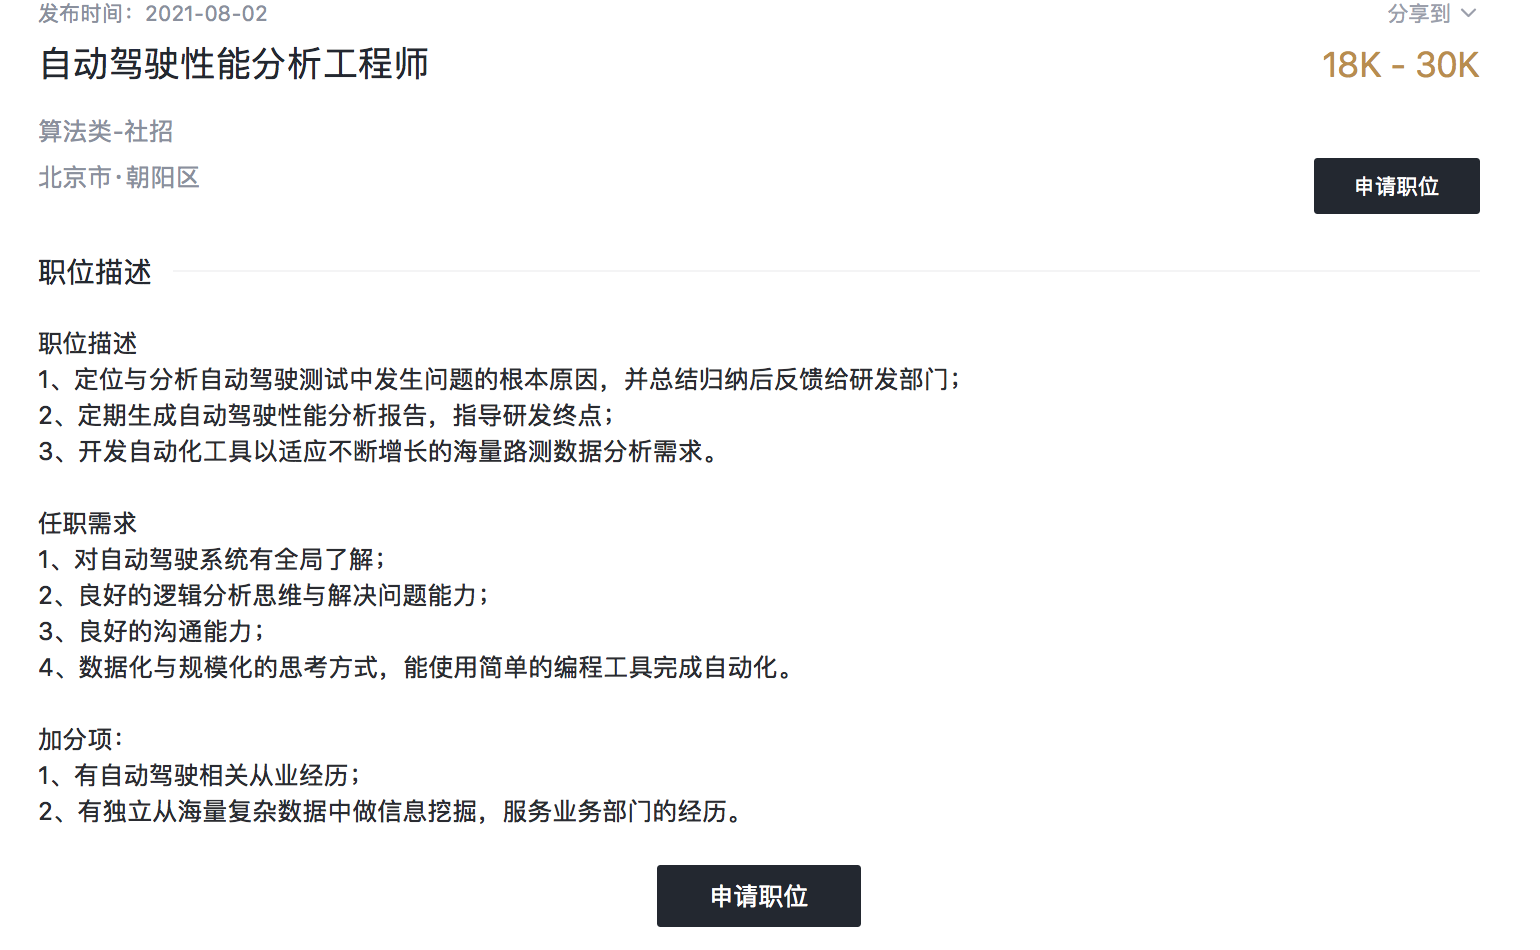 发布时间：2021-08-02
分享到
自动驾驶性能分析工程师
18K - 30K
算法类-社招
北京市·朝阳区
申请职位
职位描述
职位描述
1、定位与分析自动驾驶测试中发生问题的根本原因，并总结归纳后反馈给研发部门；
2、定期生成自动驾驶性能分析报告，指导研发终点；
3、开发自动化工具以适应不断增长的海量路测数据分析需求。
任职需求
1、对自动驾驶系统有全局了解；
2、良好的逻辑分析思维与解决问题能力；
3、良好的沟通能力；
4、数据化与规模化的思考方式，能使用简单的编程工具完成自动化。
加分项：
1、有自动驾驶相关从业经历；
2、有独立从海量复杂数据中做信息挖掘，服务业务部门的经历。
申请职位